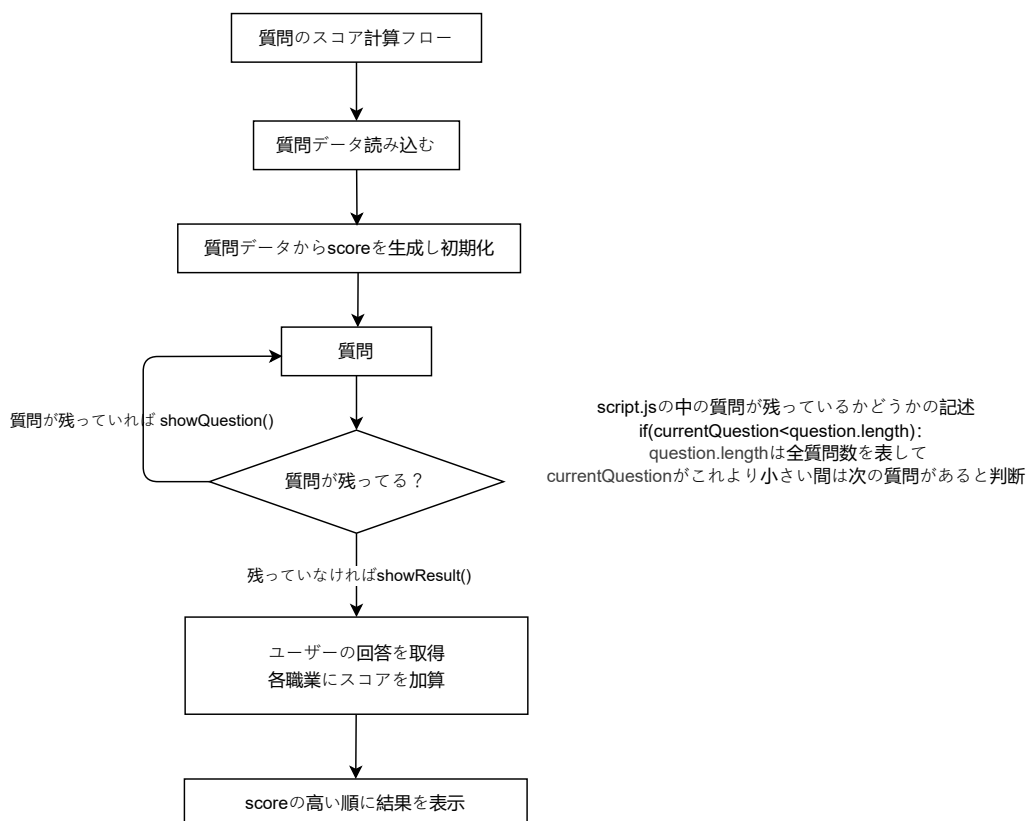 質問のスコア計算フロー
質問データ読み込む
質問データからscoreを生成し初期化
質問
質問が残っていれば showQuestion()
質問が残ってる？
script.jsの中の質問が残っているかどうかの記述
if(currentQuestion<question.length)：
question.lengthは全質問数を表して
currentQuestionがこれより小さい間は次の質問があると判断
残っていなければshowResult()
ユーザーの回答を取得
各職業にスコアを加算
scoreの高い順に結果を表示